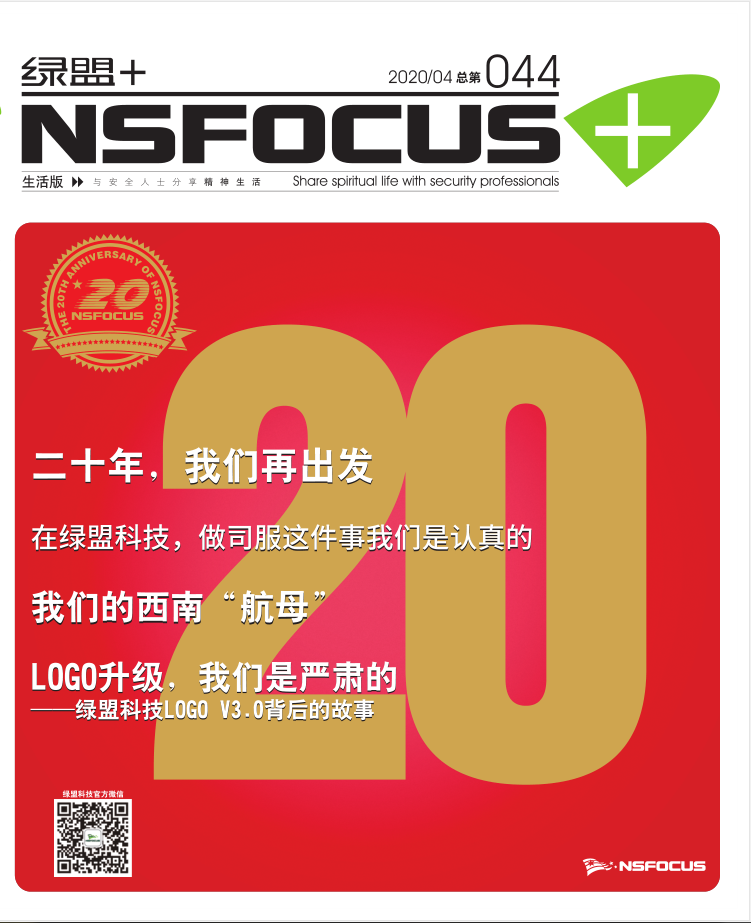 绿盟+
2020/04 总第044
NSFOCUS
+
生活版
与安全人士分享精神生活
Share spiritual life with security professionals
THE 20TH ANNIVERSARY OF NSFOCUS
20
NSFOCUS
20
二十年，我们再出发
在绿盟科技，做司服这件事我们是认真的
我们的西南“航母”
LOGO升级，我们是严肃的
——绿盟科技LOGO V3.0背后的故事
绿盟科技官方微信
NSFOCUS